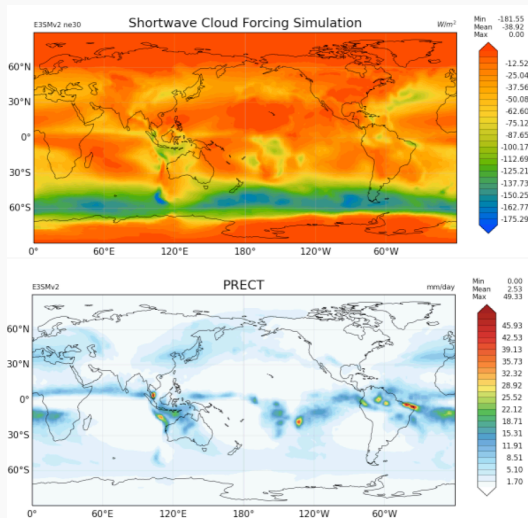 E3SMv2 ne30
Shortwave Cloud Forcing Simulation
W/m²
Min -181.55
Mean -38.92
Max 0.00
-12.52
-25.04
-37.56
-50.08
-62.60
-75.12
-87.65
-100.17
-112.69
-125.21
-137.73
-150.25
-162.77
-175.29
60°N
30°N
0°
30°S
60°S
0° 60°E 120°E 180° 120°W 60°W
E3SMv2
PRECT
mm/day
Min 0.00
Mean 2.53
Max 49.33
45.93
42.53
39.13
35.73
32.32
28.92
25.52
22.12
18.71
15.31
11.91
8.51
5.10
1.70
60°N
30°N
0°
30°S
60°S
0° 60°E 120°E 180° 120°W 60°W